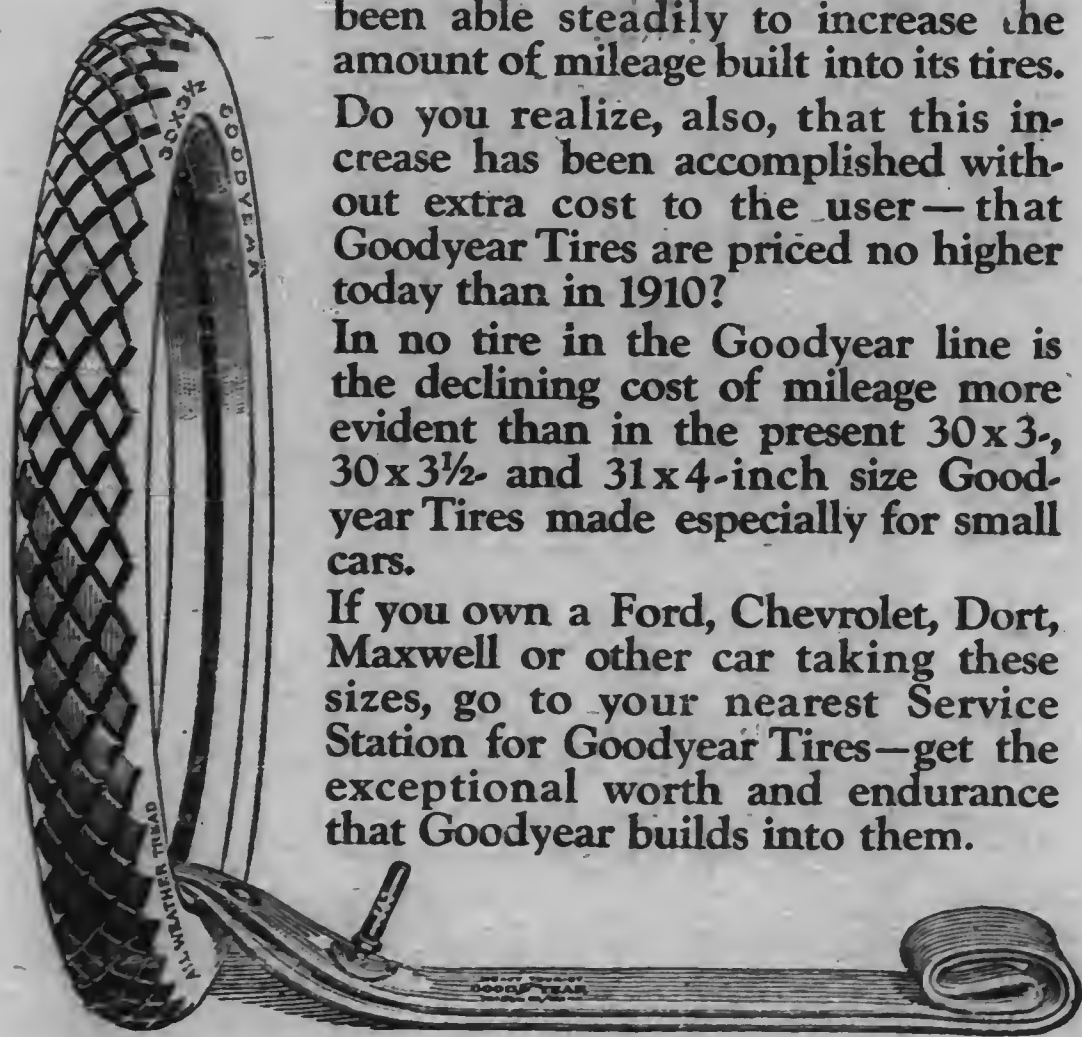 been able steadily to increase the
amount of mileage built into its tires.
Do you realize, also, that this in-
crease has been accomplished with-
out extra cost to the user—that
Goodyear Tires are priced no higher
today than in 1910?
In no tire in the Goodyear line is
the declining cost of mileage more
evident than in the present 30x3-,
30x3½- and 31x4-inch size Good-
year Tires made especially for small
cars.
If you own a Ford, Chevrolet, Dort,
Maxwell or other car taking these
sizes, go to your nearest Service
Station for Goodyear Tires—get the
exceptional worth and endurance
that Goodyear builds into them.
30X3½ GOODYEAR
ALL WEATHER TREAD
GOODYEAR